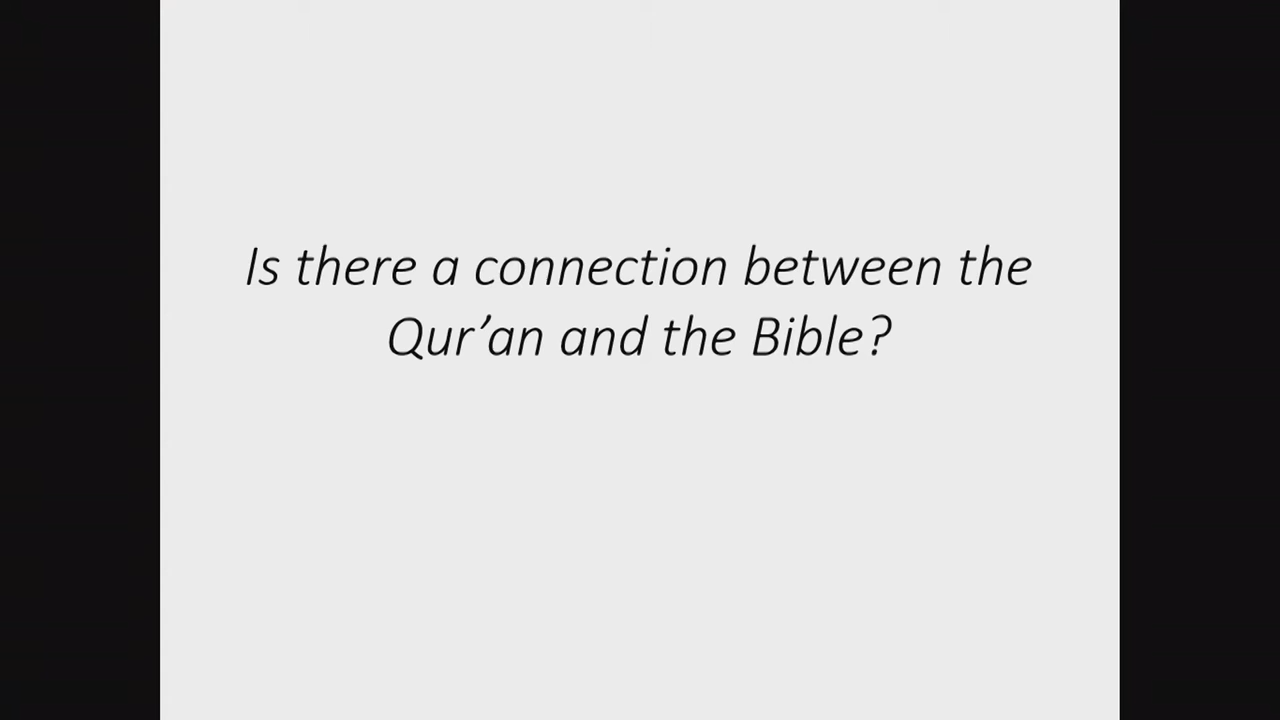 Is there a connection between the
Qur’an and the Bible?